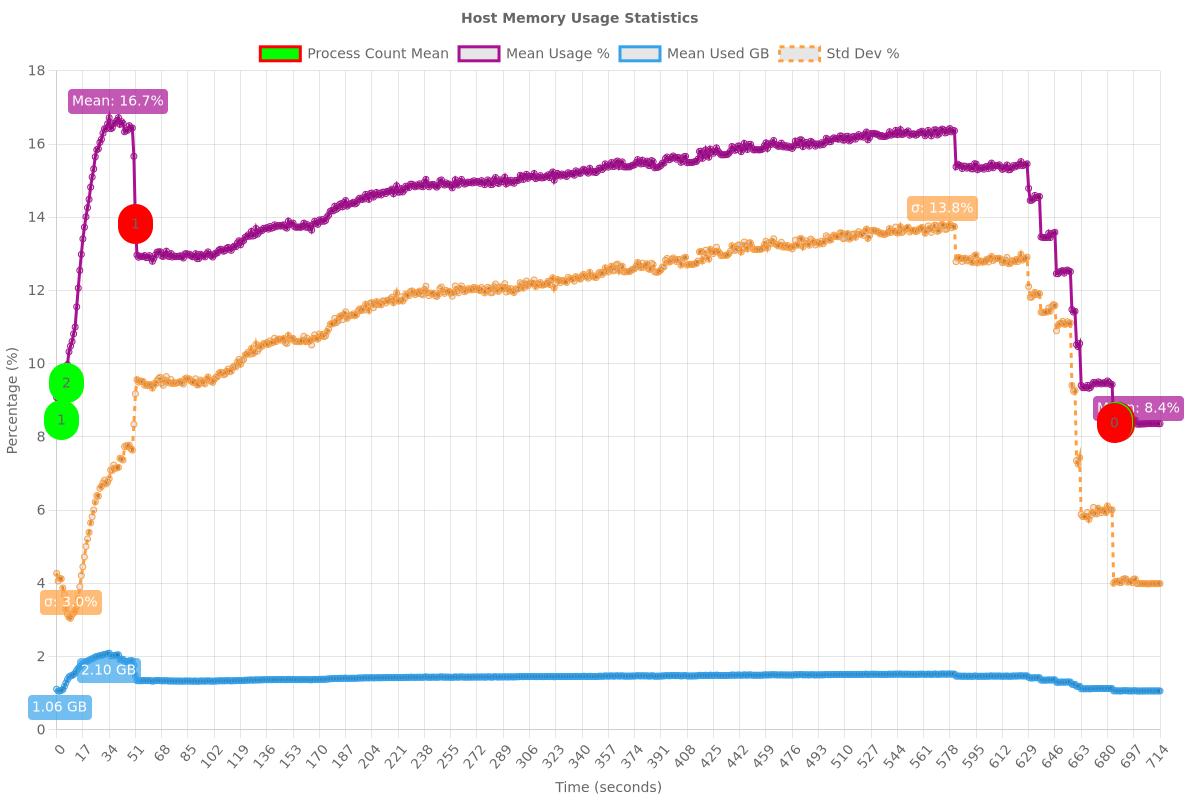 Host Memory Usage Statistics
Process Count Mean
Mean Usage %
Mean Used GB
Std Dev %
18
16
14
12
10
8
6
4
2
0
Percentage (%)
Mean: 16.7%
1
2
1
σ: 13.8%
: 8.4%
0
σ: 3.0%
2.10 GB
1.06 GB
0 17 34 51 68 85 102 119 136 153 170 187 204 221 238 255 272 289 306 323 340 357 374 391 408 425 442 459 476 493 510 527 544 561 578 595 612 629 646 663 680 697 714
Time (seconds)